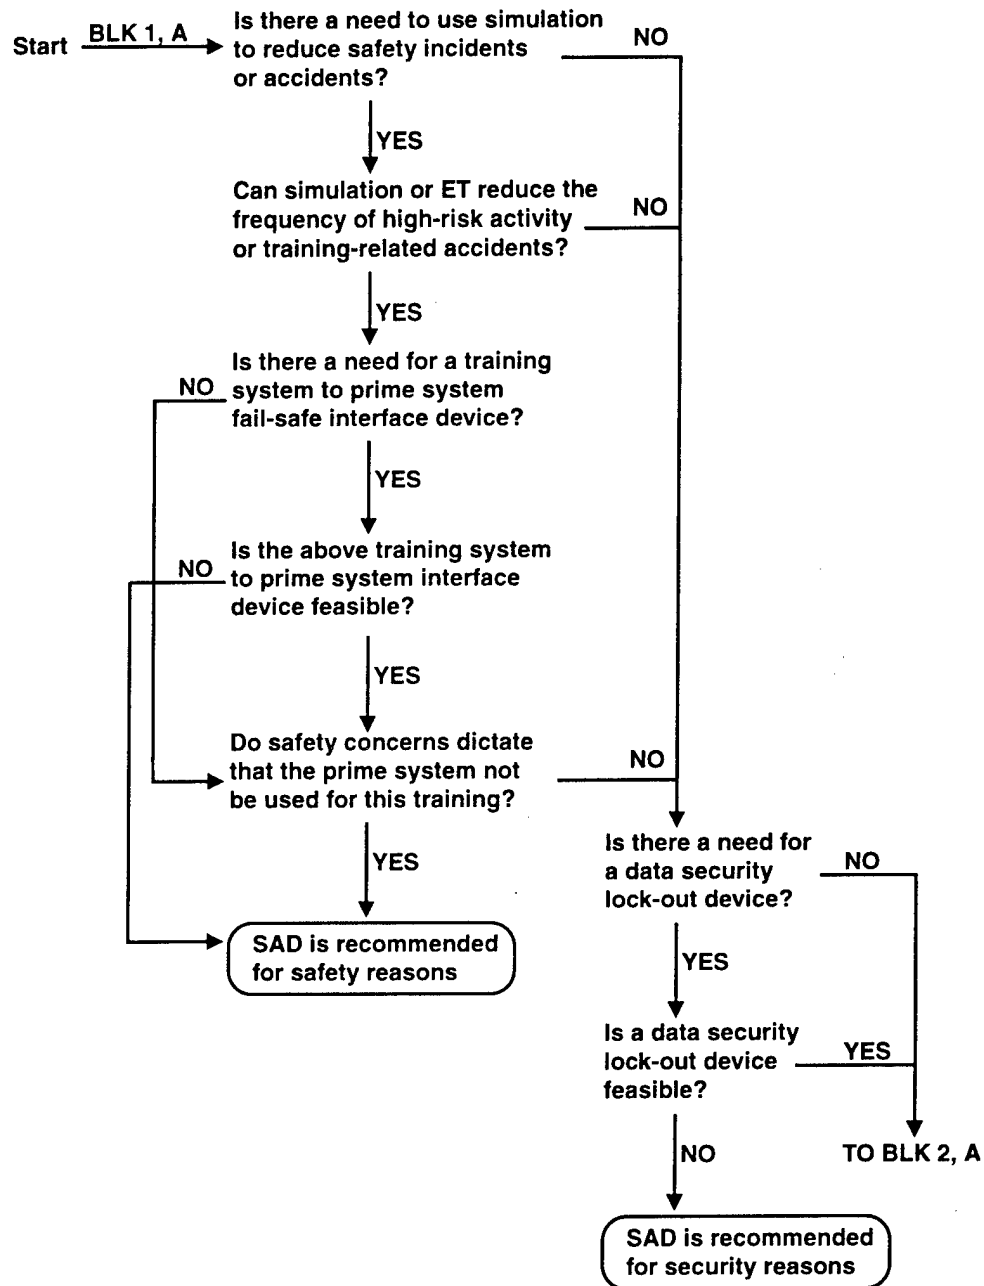 Start
BLK 1, A
Is there a need to use simulation
to reduce safety incidents
or accidents?
NO
YES
Can simulation or ET reduce the
frequency of high-risk activity
or training-related accidents?
NO
YES
Is there a need for a training
system to prime system
fail-safe interface device?
NO
YES
Is the above training system
to prime system interface
device feasible?
NO
YES
Do safety concerns dictate
that the prime system not
be used for this training?
NO
YES
SAD is recommended
for safety reasons
Is there a need for
a data security
lock-out device?
NO
YES
Is a data security
lock-out device
feasible?
YES
NO
TO BLK 2, A
SAD is recommended
for security reasons